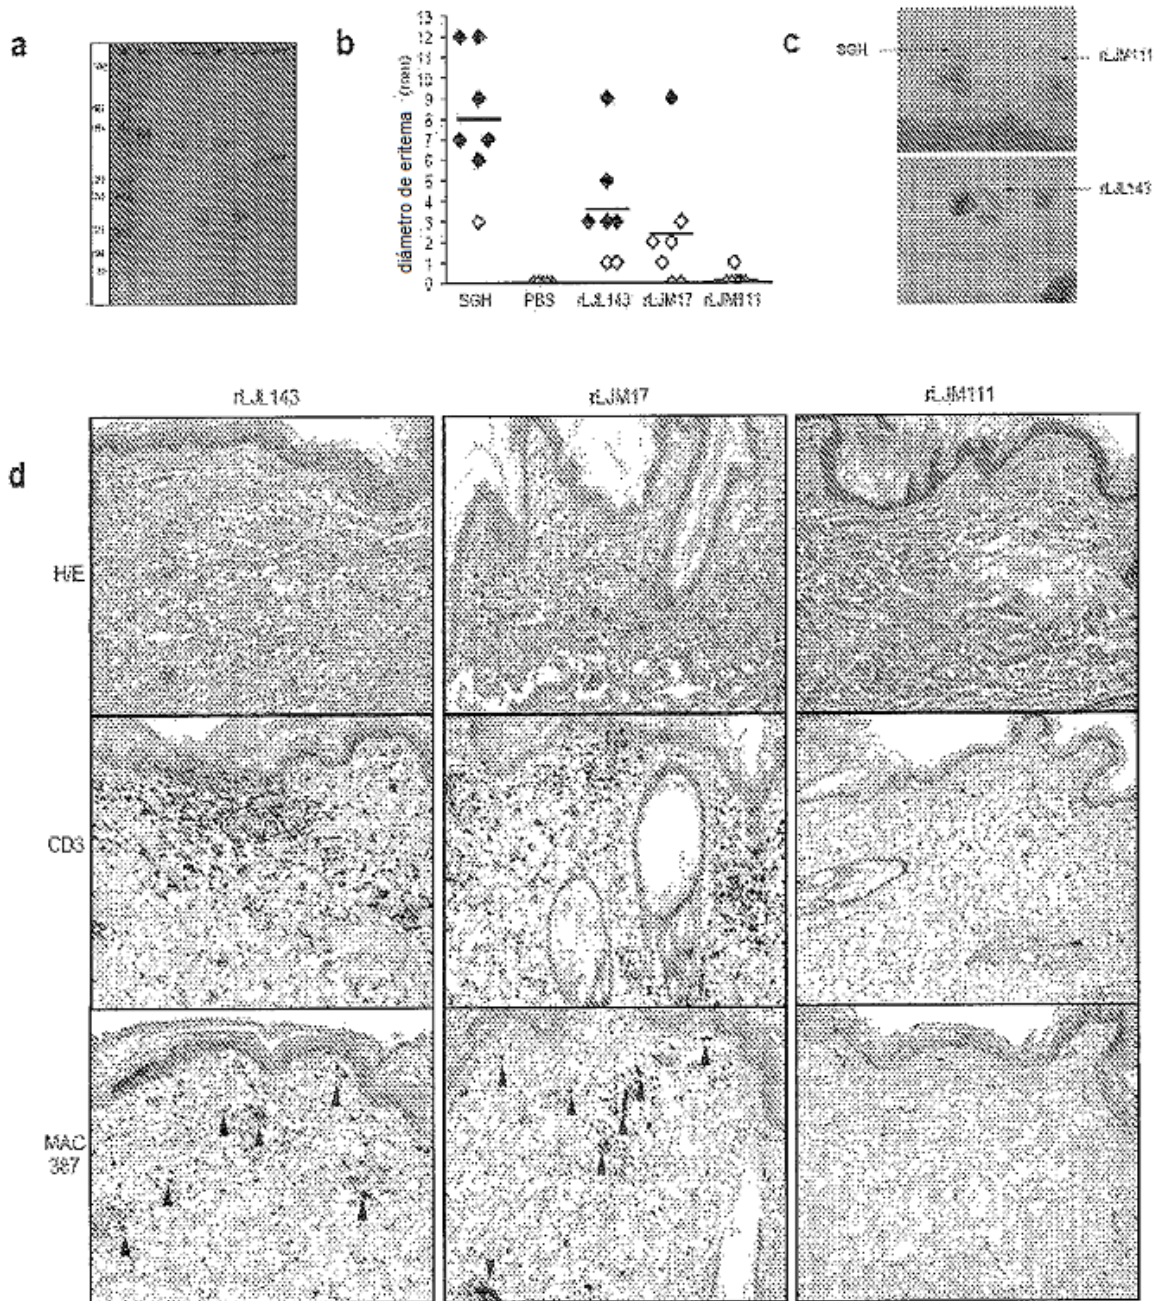 a
b
diámetro de eritema (mm)
13
12
11
10
9
8
7
6
5
4
3
2
1
0
SGH
PBS
rLJL143
rLJM17
rLJM111
c
SGH
rLJM111
rLJL143
d
rLJL143
rLJM17
rLJM111
H/E
CD3
MAC
387